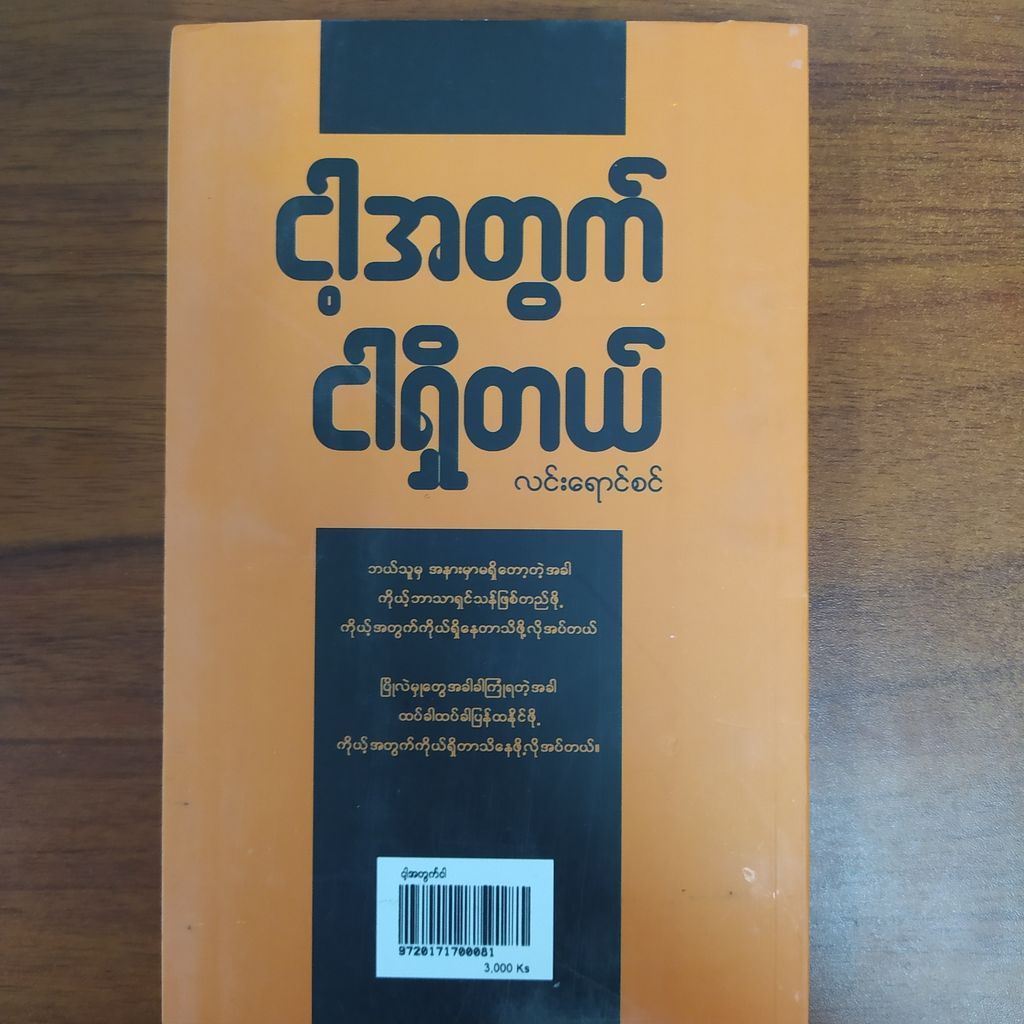 ငါ့အတွက်
ငါရှိတယ်
လင်းရောင်စင်
ဘယ်သူမှ အနားမှာမရှိတော့တဲ့အခါ
ကိုယ့်ဘာသာရှင်သန်ဖြစ်တည်ဖို့
ကိုယ့်အတွက်ကိုယ်ရှိနေတာသိဖို့လိုအပ်တယ်
ပြိုလဲမှုတွေအခါခါကြုံရတဲ့အခါ
ထပ်ခါထပ်ခါပြန်ထနိုင်ဖို့
ကိုယ့်အတွက်ကိုယ်ရှိတာသိနေဖို့လိုအပ်တယ်။
ငါ့အတွက်ငါ
9720171700081
3,000 Ks